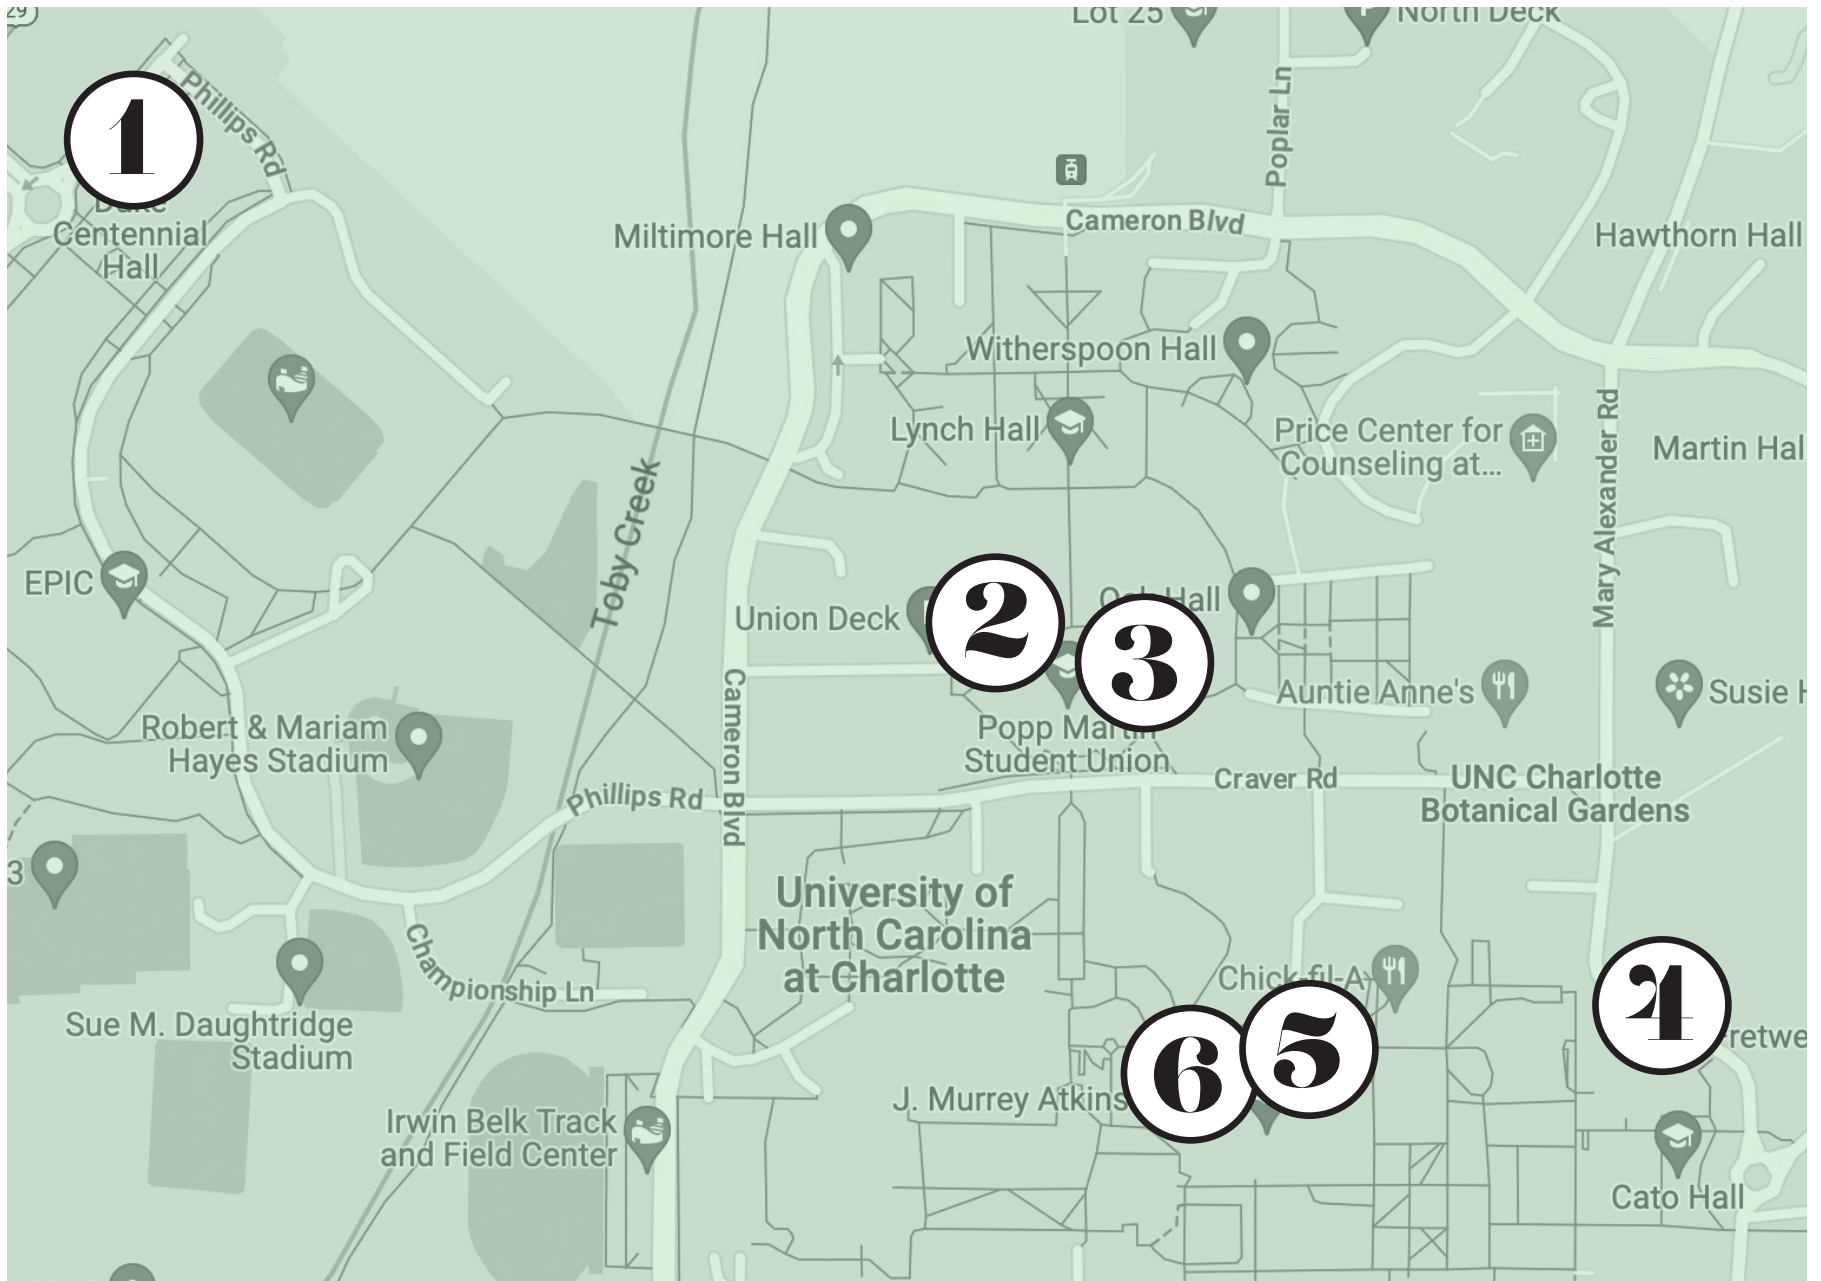 29
Lot 25
North Deck
Phillips Rd
1
Duke
Centennial
Hall
Poplar Ln
Miltimore Hall
Cameron Blvd
Hawthorn Hall
Witherspoon Hall
Lynch Hall
Price Center for
Counseling at...
Mary Alexander Rd
Martin Hal
Toby Creek
EPIC
Union Deck
2
3
Hall
Auntie Anne's
Susie H
Robert & Mariam
Hayes Stadium
Cameron Blvd
Popp Martin
Student Union
Phillips Rd
Craver Rd
UNC Charlotte
Botanical Gardens
3
University of
North Carolina
at Charlotte
Championship Ln
Chick-fil-A
Sue M. Daughtridge
Stadium
4
5
6
Fretwe
J. Murrey Atkins
Irwin Belk Track
and Field Center
Cato Hall